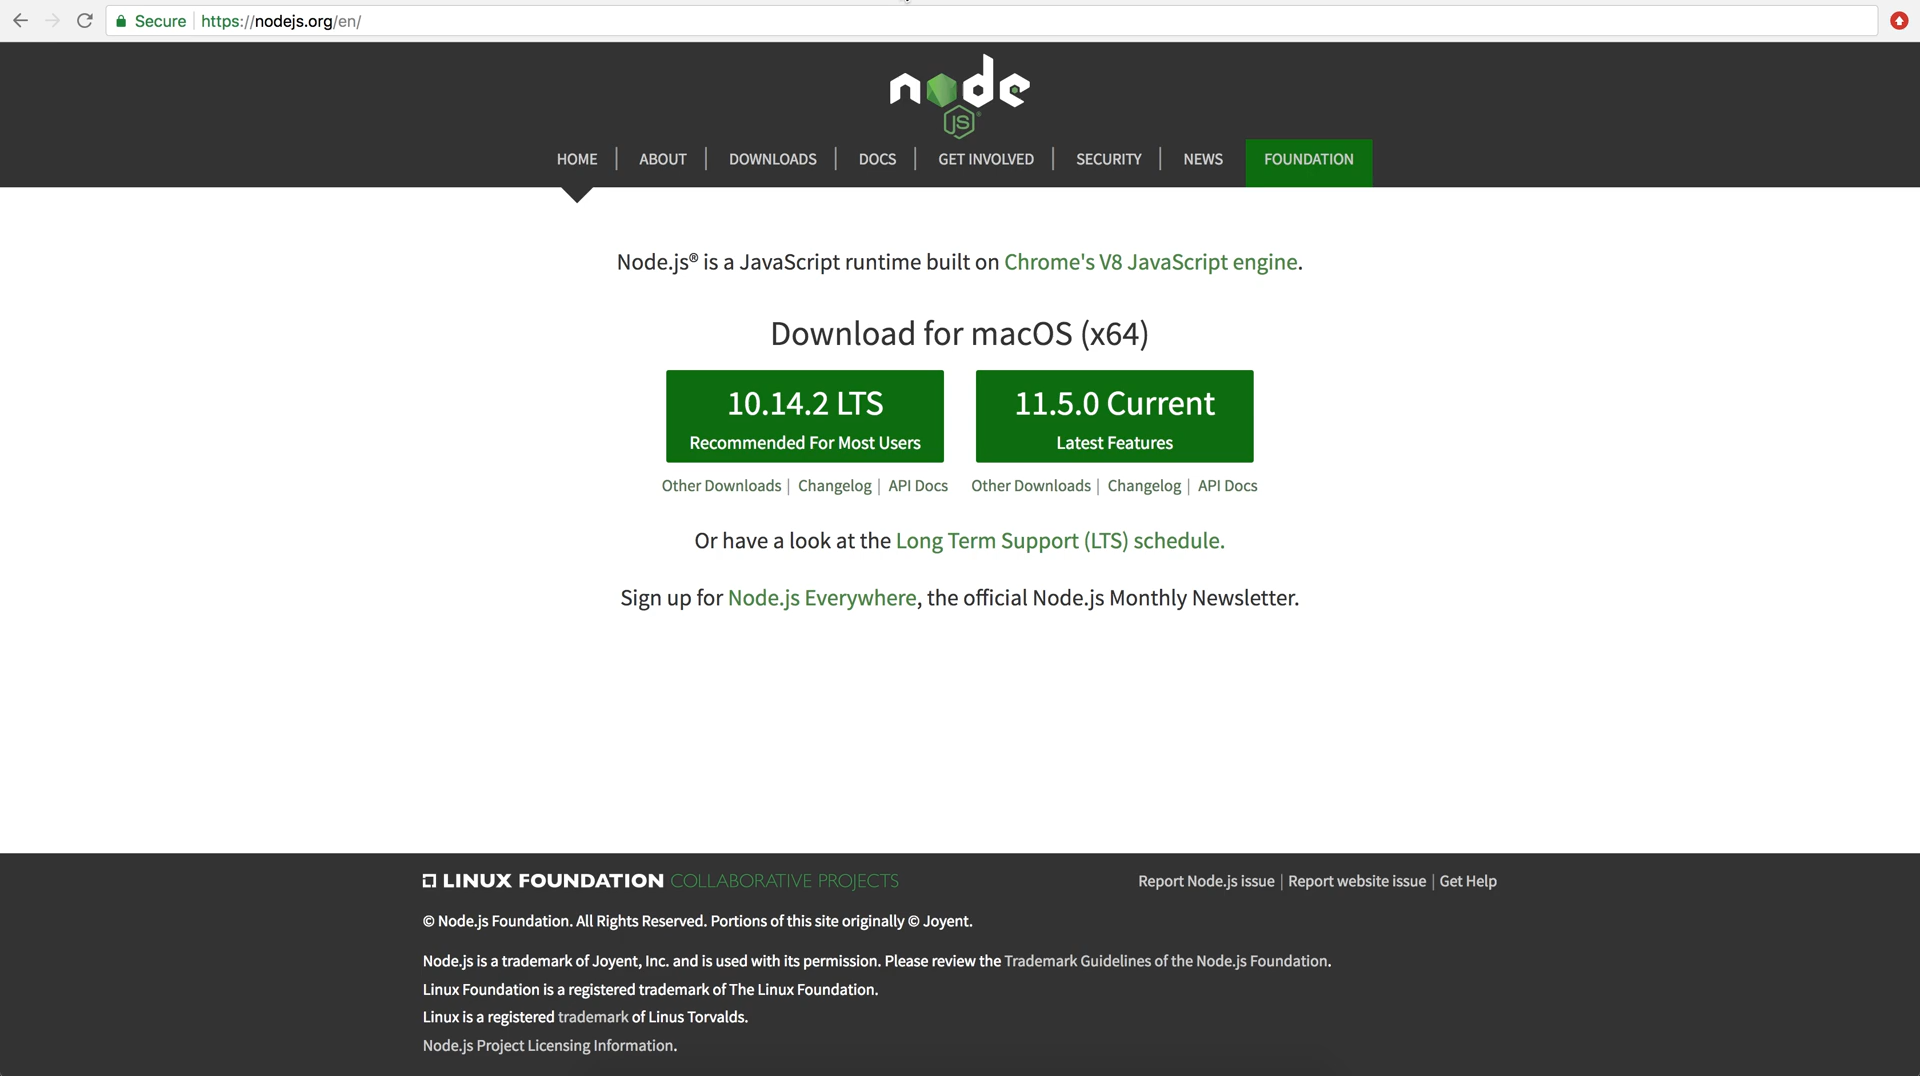 Secure https://nodejs.org/en/
node
JS
HOME ABOUT DOWNLOADS DOCS GET INVOLVED SECURITY NEWS FOUNDATION
Node.js® is a JavaScript runtime built on Chrome's V8 JavaScript engine.
Download for macOS (x64)
10.14.2 LTS
Recommended For Most Users
11.5.0 Current
Latest Features
Other Downloads | Changelog | API Docs
Other Downloads | Changelog | API Docs
Or have a look at the Long Term Support (LTS) schedule.
Sign up for Node.js Everywhere, the official Node.js Monthly Newsletter.
LINUX FOUNDATION COLLABORATIVE PROJECTS
Report Node.js issue | Report website issue | Get Help
© Node.js Foundation. All Rights Reserved. Portions of this site originally © Joyent.
Node.js is a trademark of Joyent, Inc. and is used with its permission. Please review the Trademark Guidelines of the Node.js Foundation.
Linux Foundation is a registered trademark of The Linux Foundation.
Linux is a registered trademark of Linus Torvalds.
Node.js Project Licensing Information.